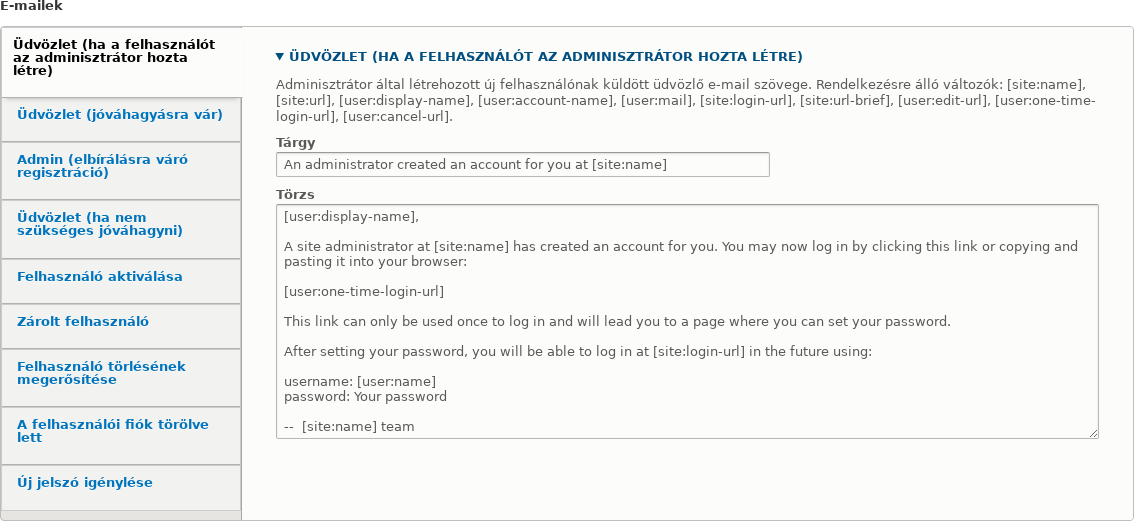 E-mailek
Üdvözlet (ha a felhasználót
az adminisztrátor hozta
létre)
Üdvözlet (jóváhagyásra vár)
Admin (elbírálásra váró
regisztráció)
Üdvözlet (ha nem
szükséges jóváhagyni)
Felhasználó aktiválása
Zárolt felhasználó
Felhasználó törlésének
megerősítése
A felhasználói fiók törölve
lett
Új jelszó igénylése
ÜDVÖZLET (HA A FELHASZNÁLÓT AZ ADMINISZTRÁTOR HOZTA LÉTRE)
Adminisztrátor által létrehozott új felhasználónak küldött üdvözlő e-mail szövege. Rendelkezésre álló változók: [site:name],
[site:url], [user:display-name], [user:account-name], [user:mail], [site:login-url], [site:url-brief], [user:edit-url], [user:one-time-
login-url], [user:cancel-url].
Tárgy
An administrator created an account for you at [site:name]
Törzs
[user:display-name],
A site administrator at [site:name] has created an account for you. You may now log in by clicking this link or copying and
pasting it into your browser:
[user:one-time-login-url]
This link can only be used once to log in and will lead you to a page where you can set your password.
After setting your password, you will be able to log in at [site:login-url] in the future using:
username: [user:name]
password: Your password
--  [site:name] team